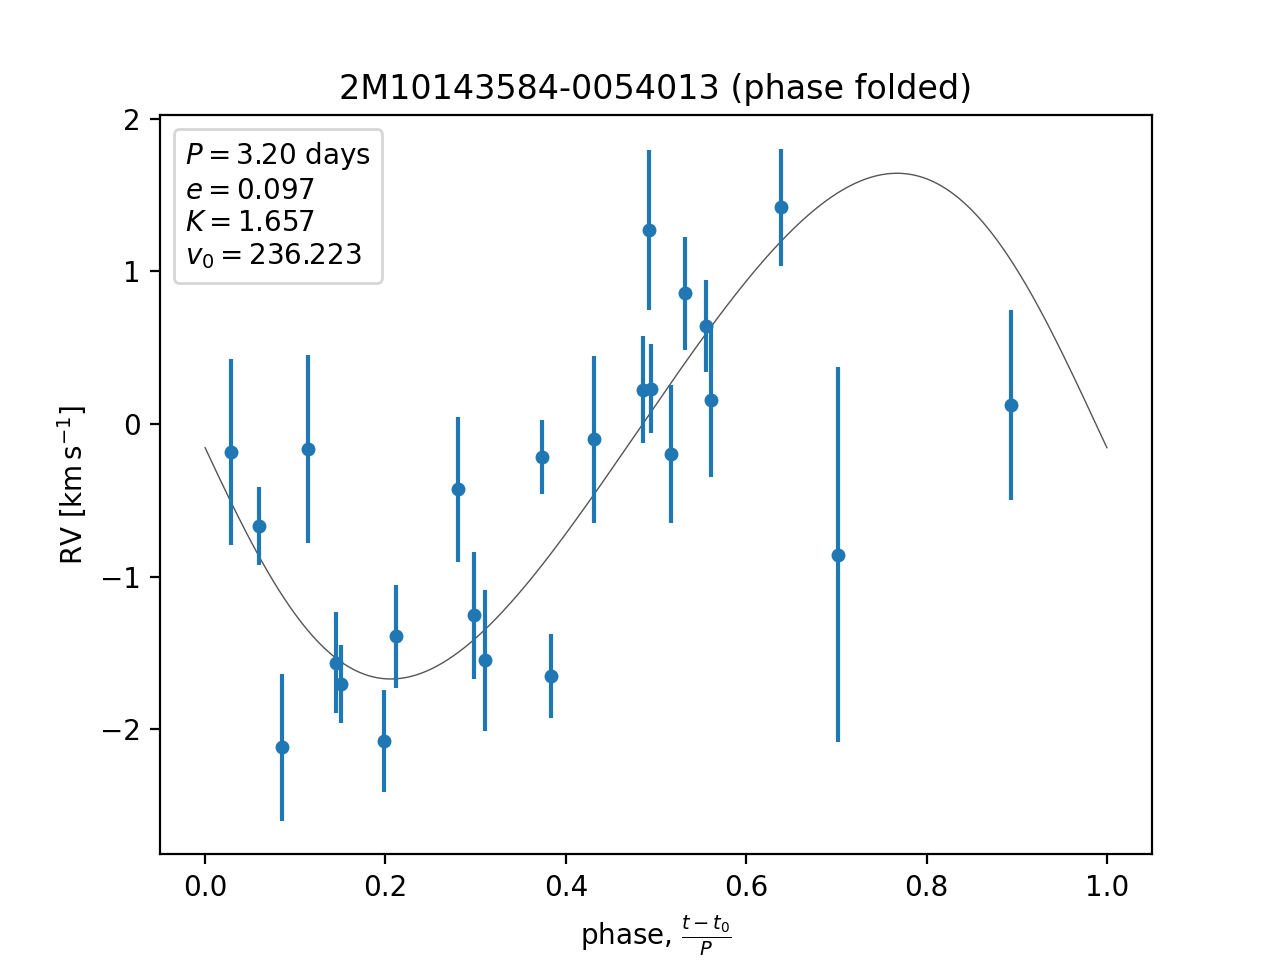 2M10143584-0054013 (phase folded)
P = 3.20 days
e = 0.097
K = 1.657
v₀ = 236.223
2
1
0
−1
−2
RV [km s⁻¹]
0.0 0.2 0.4 0.6 0.8 1.0
phase, (t − t₀)/P